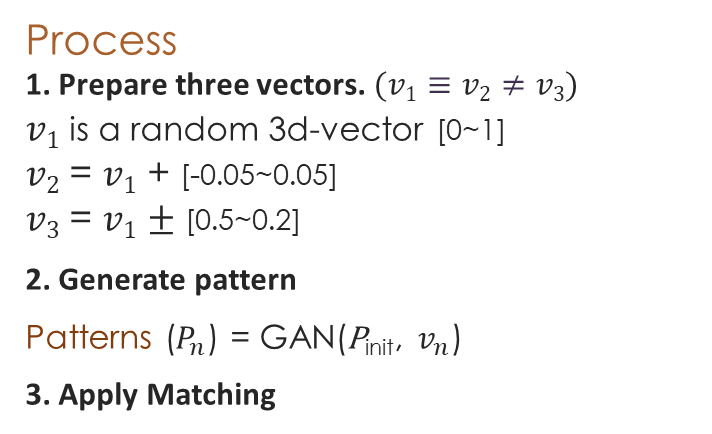 Process
1. Prepare three vectors. (v₁ ≡ v₂ ≠ v₃)
v₁ is a random 3d-vector [0~1]
v₂ = v₁ + [-0.05~0.05]
v₃ = v₁ ± [0.5~0.2]
2. Generate pattern
Patterns (Pₙ) = GAN(P_init, vₙ)
3. Apply Matching